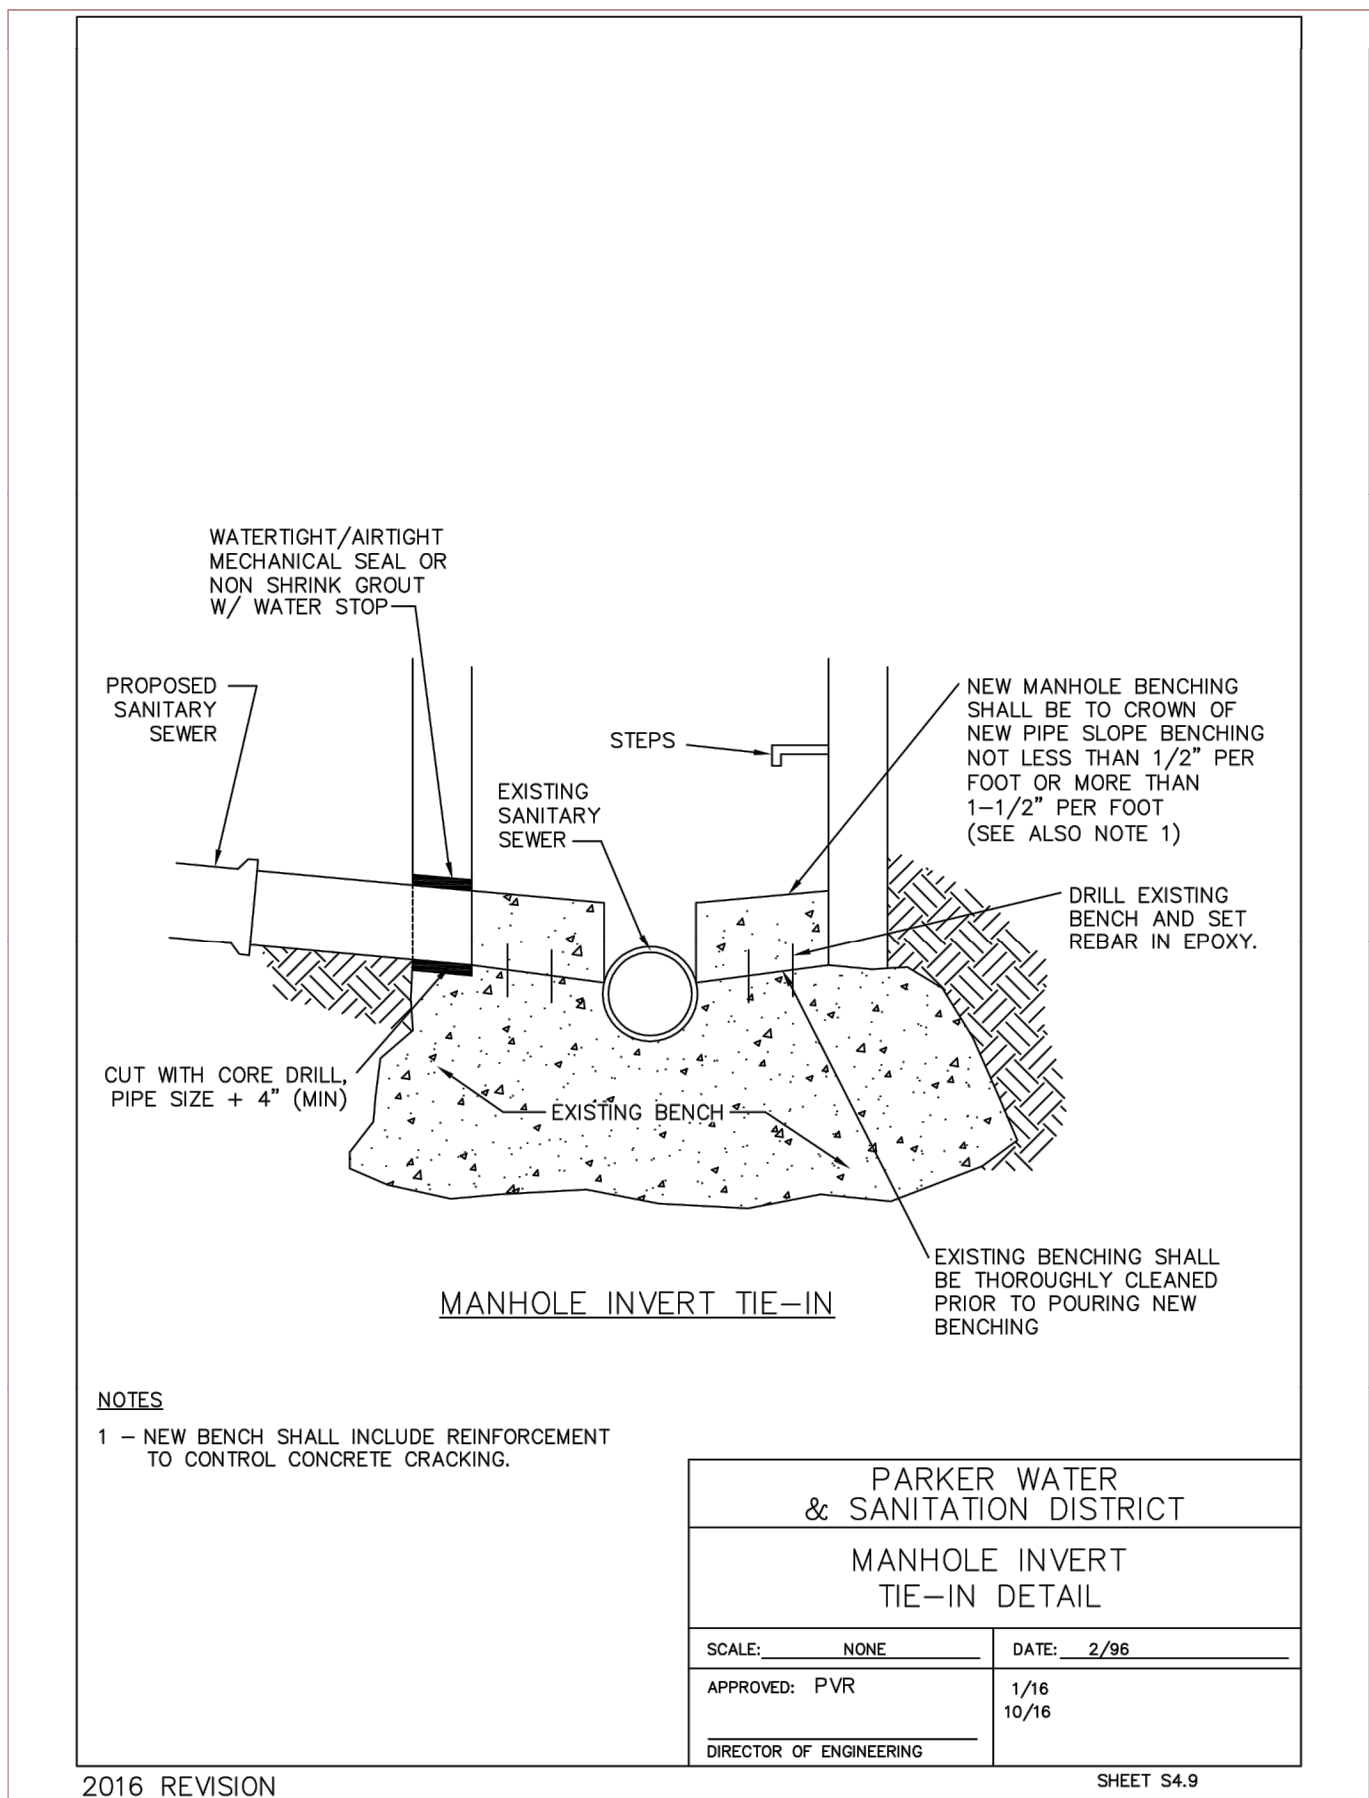 WATERTIGHT/AIRTIGHT
MECHANICAL SEAL OR
NON SHRINK GROUT
W/ WATER STOP
PROPOSED
SANITARY
SEWER
STEPS
EXISTING
SANITARY
SEWER
NEW MANHOLE BENCHING
SHALL BE TO CROWN OF
NEW PIPE SLOPE BENCHING
NOT LESS THAN 1/2" PER
FOOT OR MORE THAN
1-1/2" PER FOOT
(SEE ALSO NOTE 1)
DRILL EXISTING
BENCH AND SET
REBAR IN EPOXY.
CUT WITH CORE DRILL,
PIPE SIZE + 4" (MIN)
EXISTING BENCH
EXISTING BENCHING SHALL
BE THOROUGHLY CLEANED
PRIOR TO POURING NEW
BENCHING
MANHOLE INVERT TIE-IN
NOTES
1 - NEW BENCH SHALL INCLUDE REINFORCEMENT
TO CONTROL CONCRETE CRACKING.
PARKER WATER
& SANITATION DISTRICT
MANHOLE INVERT
TIE-IN DETAIL
SCALE: NONE
DATE: 2/96
APPROVED: PVR
1/16
10/16
DIRECTOR OF ENGINEERING
2016 REVISION
SHEET S4.9